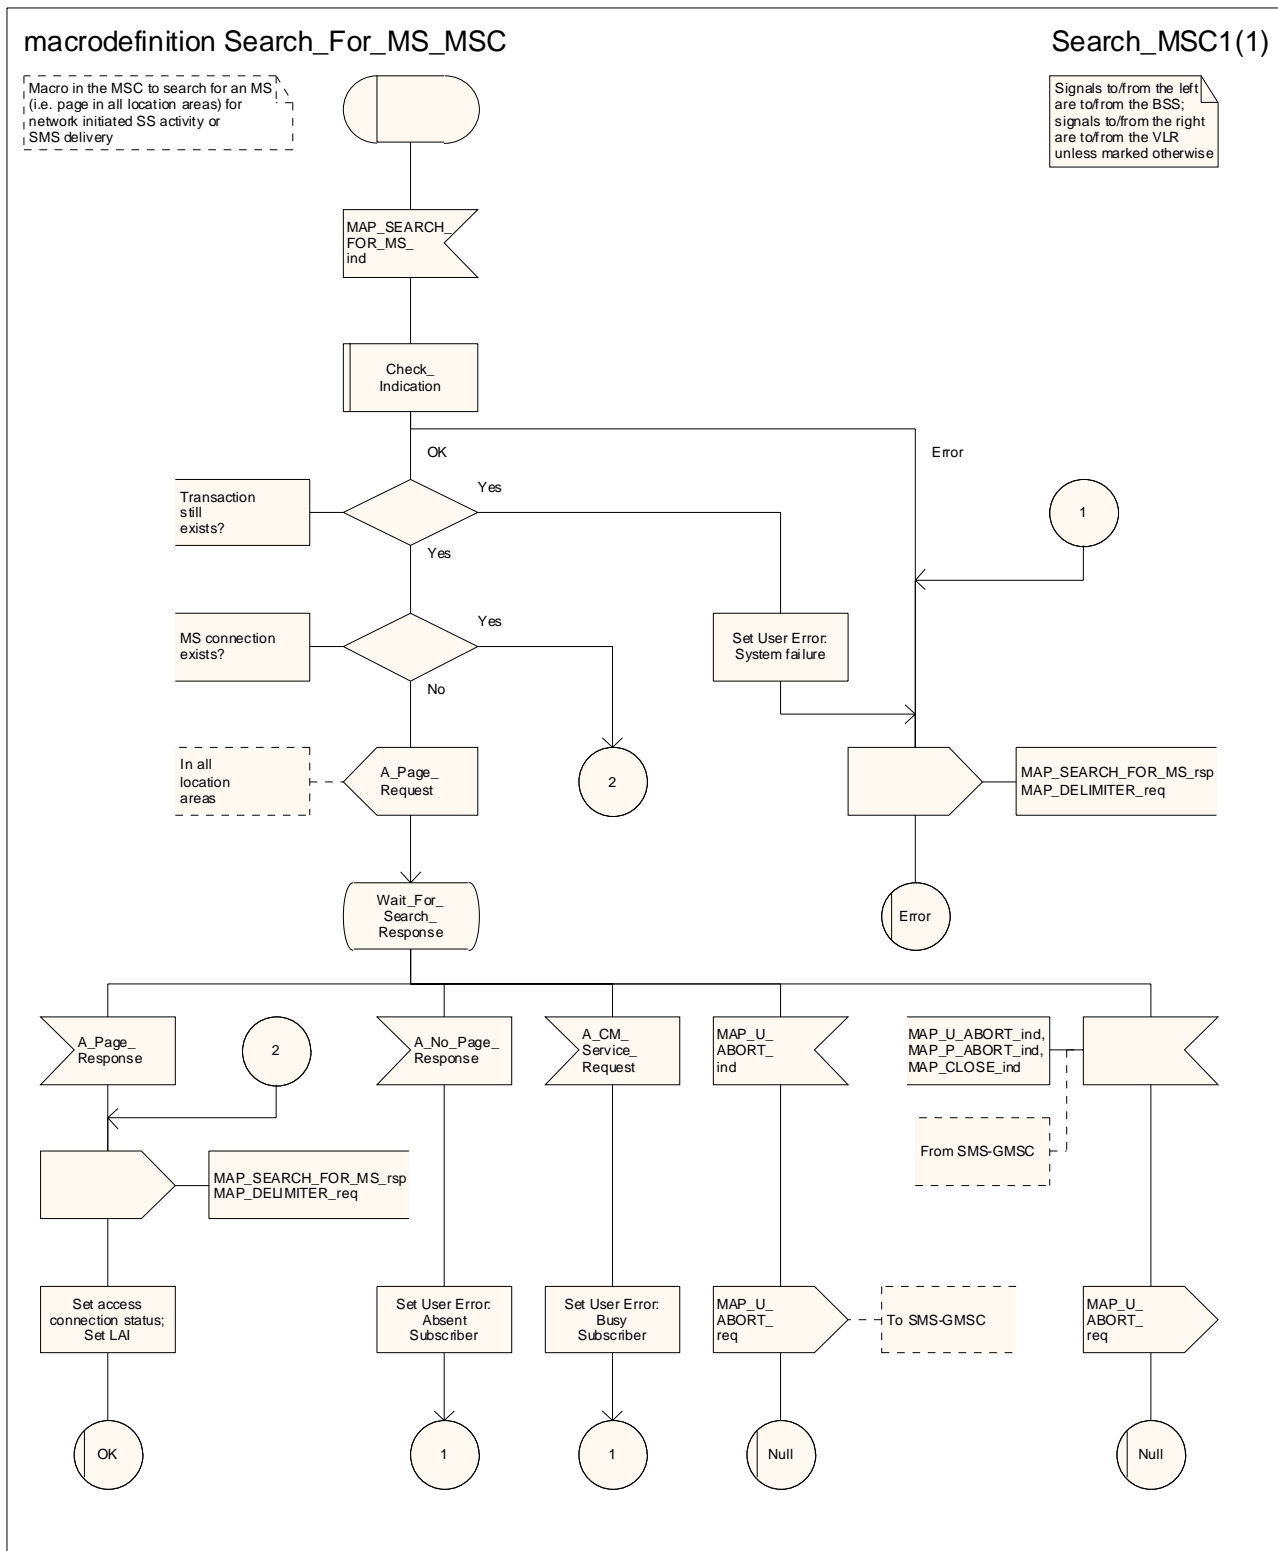 macrodefinition Search_For_MS_MSC
Search_MSC1(1)
Macro in the MSC to search for an MS
(i.e. page in all location areas) for
network initiated SS activity or
SMS delivery
Signals to/from the left
are to/from the BSS;
signals to/from the right
are to/from the VLR
unless marked otherwise
MAP_SEARCH_
FOR_MS_
ind
Check_
Indication
OK
Error
Transaction
still
exists?
Yes
Yes
1
MS connection
exists?
Yes
No
Set User Error:
System failure
In all
location
areas
A_Page_
Request
2
MAP_SEARCH_FOR_MS_rsp
MAP_DELIMITER_req
Wait_For_
Search_
Response
Error
A_Page_
Response
2
A_No_Page_
Response
A_CM_
Service_
Request
MAP_U_
ABORT_
ind
MAP_U_ABORT_ind,
MAP_P_ABORT_ind,
MAP_CLOSE_ind
From SMS-GMSC
MAP_SEARCH_FOR_MS_rsp
MAP_DELIMITER_req
Set access
connection status;
Set LAI
Set User Error:
Absent
Subscriber
Set User Error:
Busy
Subscriber
MAP_U_
ABORT_
req
To SMS-GMSC
MAP_U_
ABORT_
req
OK
1
1
Null
Null